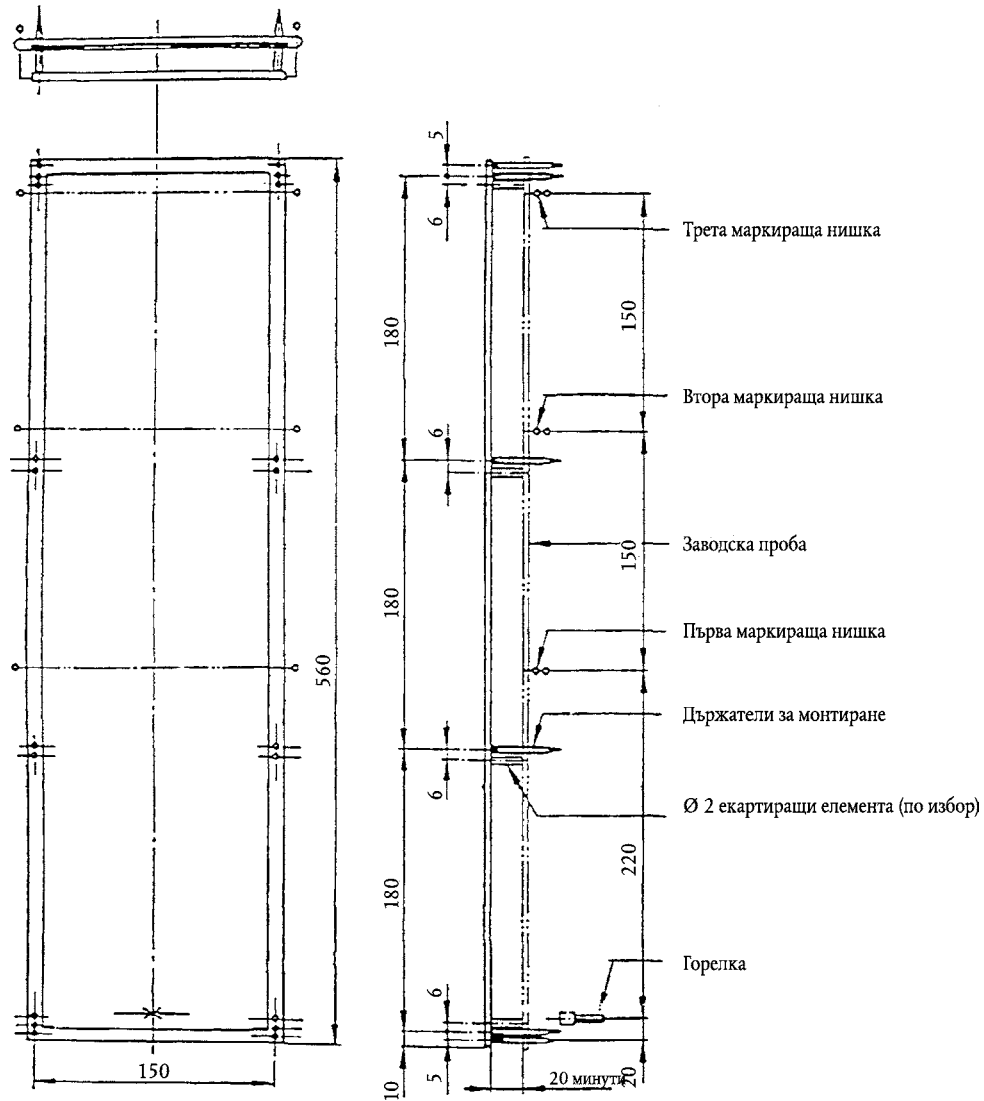 5
6
Трета маркираща нишка
150
180
Втора маркираща нишка
6
Заводска проба
150
180
Първа маркираща нишка
560
Държатели за монтиране
6
Ø 2 екартиращи елемента (по избор)
220
180
Горелка
6
150
10
5
20 минути
20